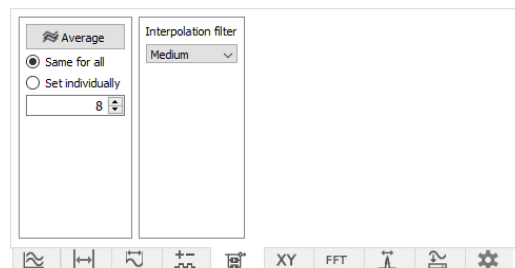 Average
Same for all
Set individually
8
Interpolation filter
Medium
XY
FFT